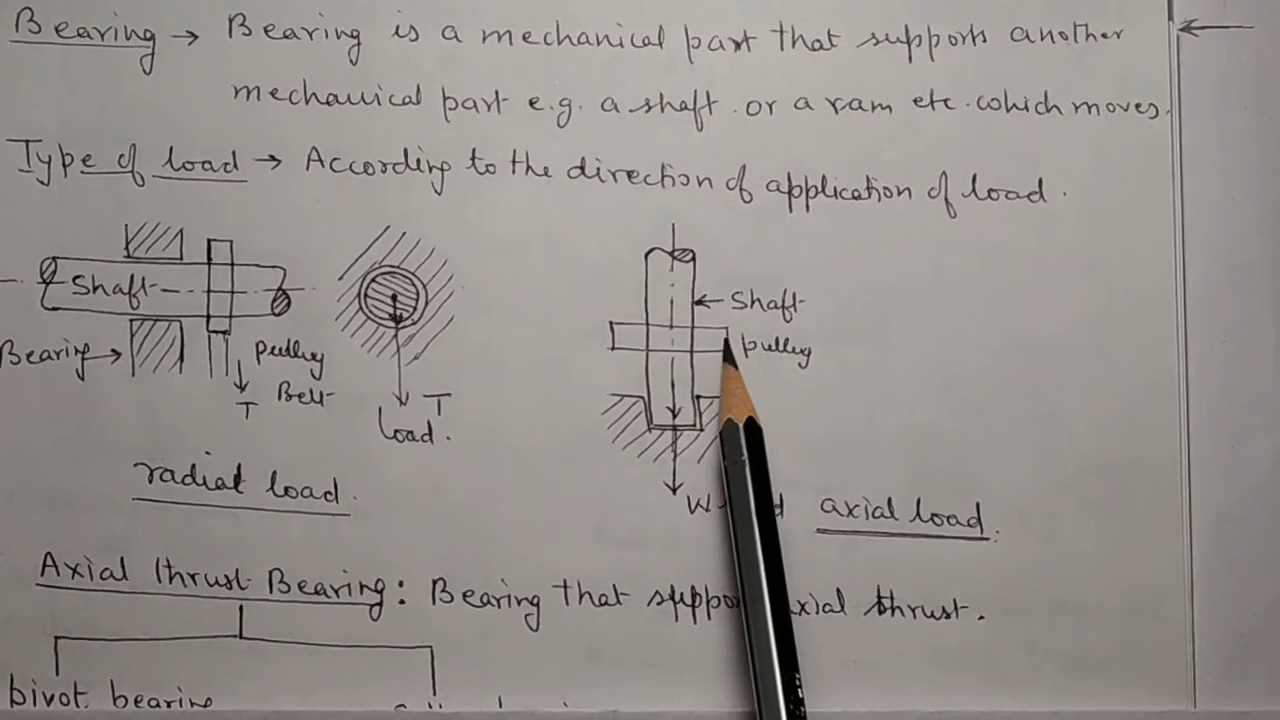 Bearing → Bearing is a mechanical part that supports another
mechanical part e.g. a shaft or a ram etc. which moves.
Type of load → According to the direction of application of load.
Shaft
Bearing →
pulley
Belt
T
T
load.
radial load.
← Shaft
pulley
W
axial load.
Axial thrust Bearing: Bearing that axial thrust.
pivot bearing